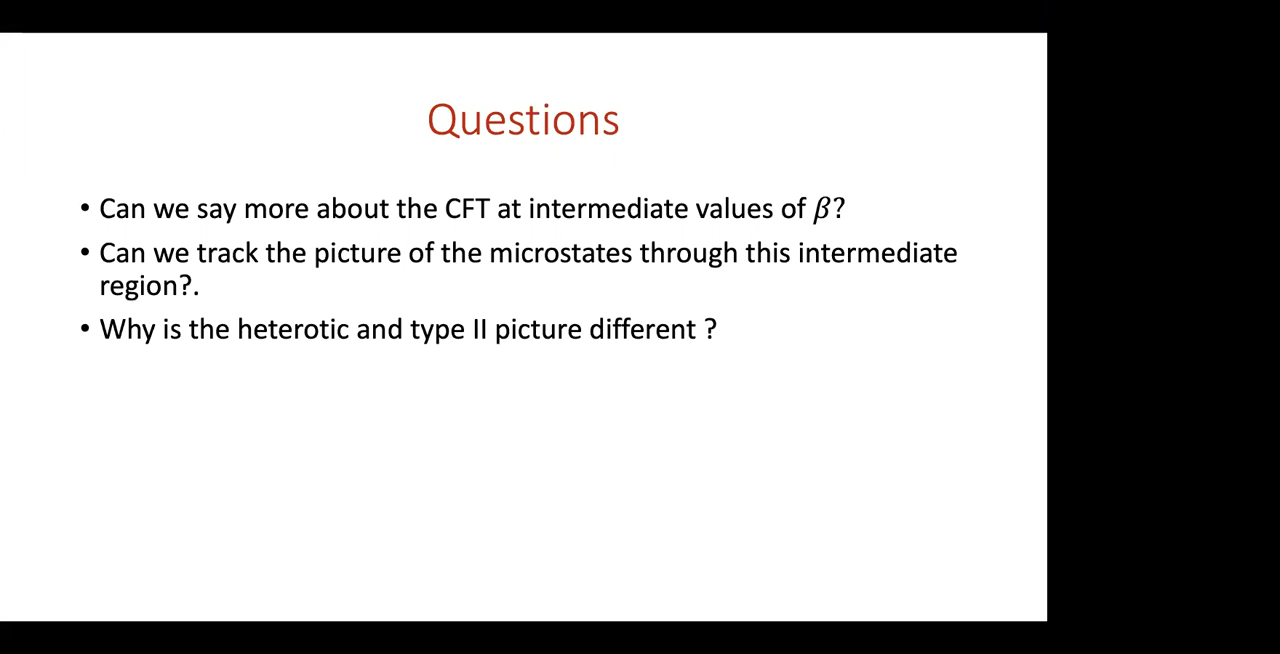 Questions
• Can we say more about the CFT at intermediate values of 𝛽?
• Can we track the picture of the microstates through this intermediate
region?.
• Why is the heterotic and type II picture different ?